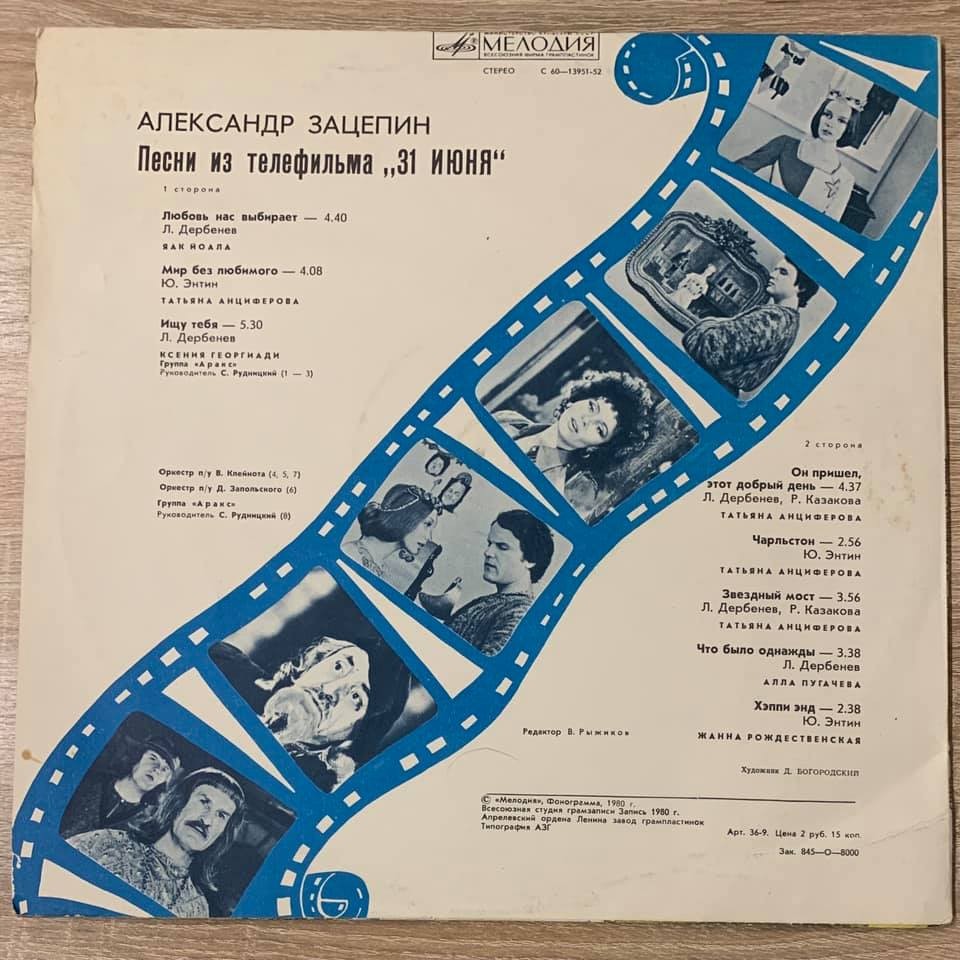 МИНИСТЕРСТВО КУЛЬТУРЫ СССР
МЕЛОДИЯ
ВСЕСОЮЗНАЯ ФИРМА ГРАМПЛАСТИНОК
СТЕРЕО С 60—13951-52
АЛЕКСАНДР ЗАЦЕПИН
Песни из телефильма „31 ИЮНЯ“
1 сторона
Любовь нас выбирает — 4.40
Л. Дербенев
ЯАК ЙОАЛА
Мир без любимого — 4.08
Ю. Энтин
ТАТЬЯНА АНЦИФЕРОВА
Ищу тебя — 5.30
Л. Дербенев
КСЕНИЯ ГЕОРГИАДИ
Группа «Аракс»
Руководитель С. Рудницкий (1 — 3)
Оркестр п/у В. Клейнота (4, 5, 7)
Оркестр п/у Д. Запольского (6)
Группа «Аракс»
Руководитель С. Рудницкий (8)
2 сторона
Он пришел,
этот добрый день — 4.37
Л. Дербенев, Р. Казакова
ТАТЬЯНА АНЦИФЕРОВА
Чарльстон — 2.56
Ю. Энтин
ТАТЬЯНА АНЦИФЕРОВА
Звездный мост — 3.56
Л. Дербенев, Р. Казакова
ТАТЬЯНА АНЦИФЕРОВА
Что было однажды — 3.38
Л. Дербенев
АЛЛА ПУГАЧЕВА
Хэппи энд — 2.38
Ю. Энтин
ЖАННА РОЖДЕСТВЕНСКАЯ
Редактор В. Рыжиков
Художник Д. БОГОРОДСКИЙ
© «Мелодия», Фонограмма, 1980 г.
Всесоюзная студия грамзаписи Запись 1980 г.
Апрелевский ордена Ленина завод грампластинок
Типография АЗГ
Арт. 36-9. Цена 2 руб. 15 коп.
Зак. 845—О—8000